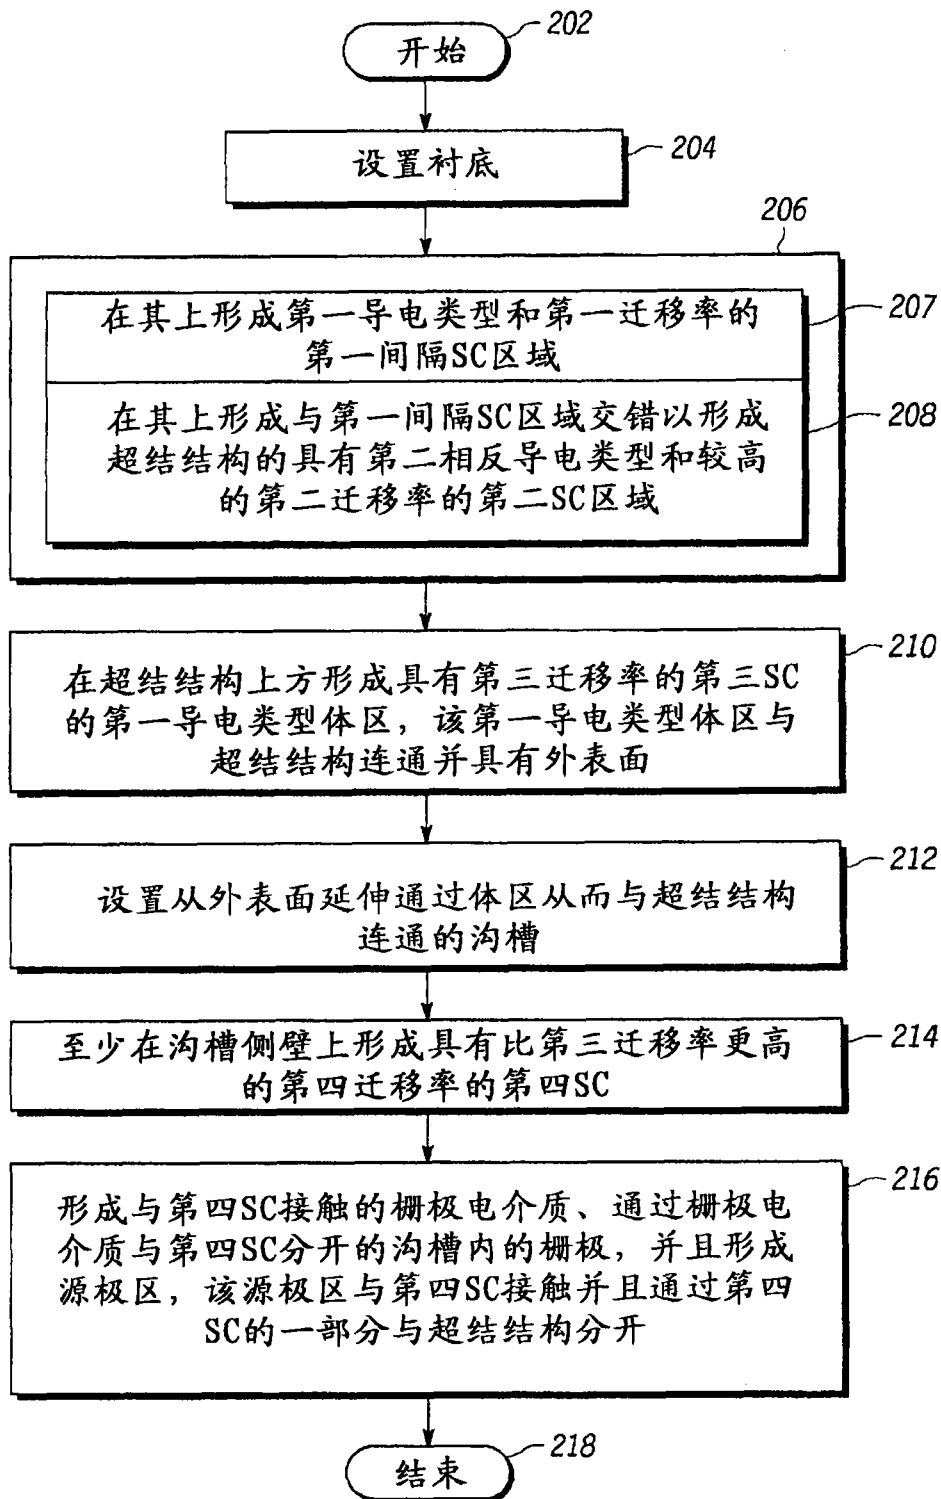 开始
202
设置衬底
204
206
在其上形成第一导电类型和第一迁移率的
第一间隔SC区域
207
在其上形成与第一间隔SC区域交错以形成
超结结构的具有第二相反导电类型和较高
的第二迁移率的第二SC区域
208
在超结结构上方形成具有第三迁移率的第三SC
的第一导电类型体区，该第一导电类型体区与
超结结构连通并具有外表面
210
设置从外表面延伸通过体区从而与超结结构
连通的沟槽
212
至少在沟槽侧壁上形成具有比第三迁移率更高
的第四迁移率的第四SC
214
形成与第四SC接触的栅极电介质、通过栅极电
介质与第四SC分开的沟槽内的栅极，并且形成
源极区，该源极区与第四SC接触并且通过第四
SC的一部分与超结结构分开
216
结束
218